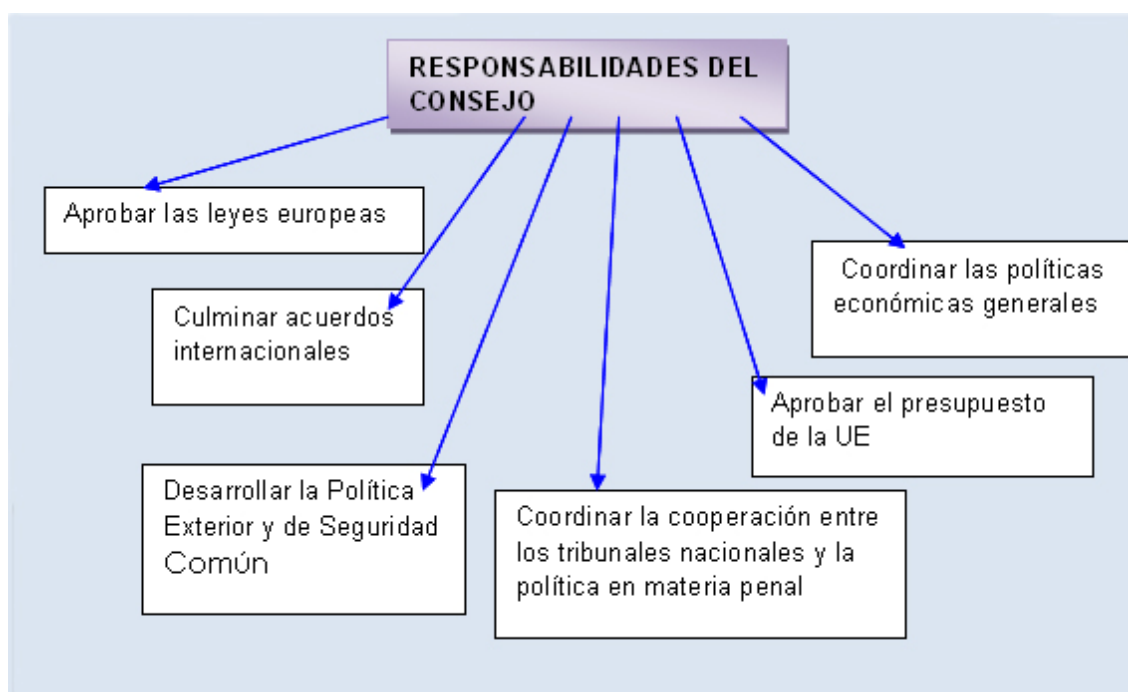 RESPONSABILIDADES DEL
CONSEJO
Aprobar las leyes europeas
Culminar acuerdos
internacionales
Desarrollar la Política
Exterior y de Seguridad
Común
Coordinar la cooperación entre
los tribunales nacionales y la
política en materia penal
Aprobar el presupuesto
de la UE
Coordinar las políticas
económicas generales